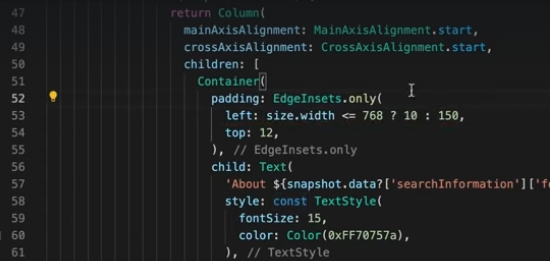 47 return Column(
48 mainAxisAlignment: MainAxisAlignment.start,
49 crossAxisAlignment: CrossAxisAlignment.start,
50 children: [
51 Container(
52 padding: EdgeInsets.only(
53 left: size.width <= 768 ? 10 : 150,
54 top: 12,
55 ), // EdgeInsets.only
56 child: Text(
57 'About ${snapshot.data?['searchInformation']['fo
58 style: const TextStyle(
59 fontSize: 15,
60 color: Color(0xFF70757a),
61 ), // TextStyle